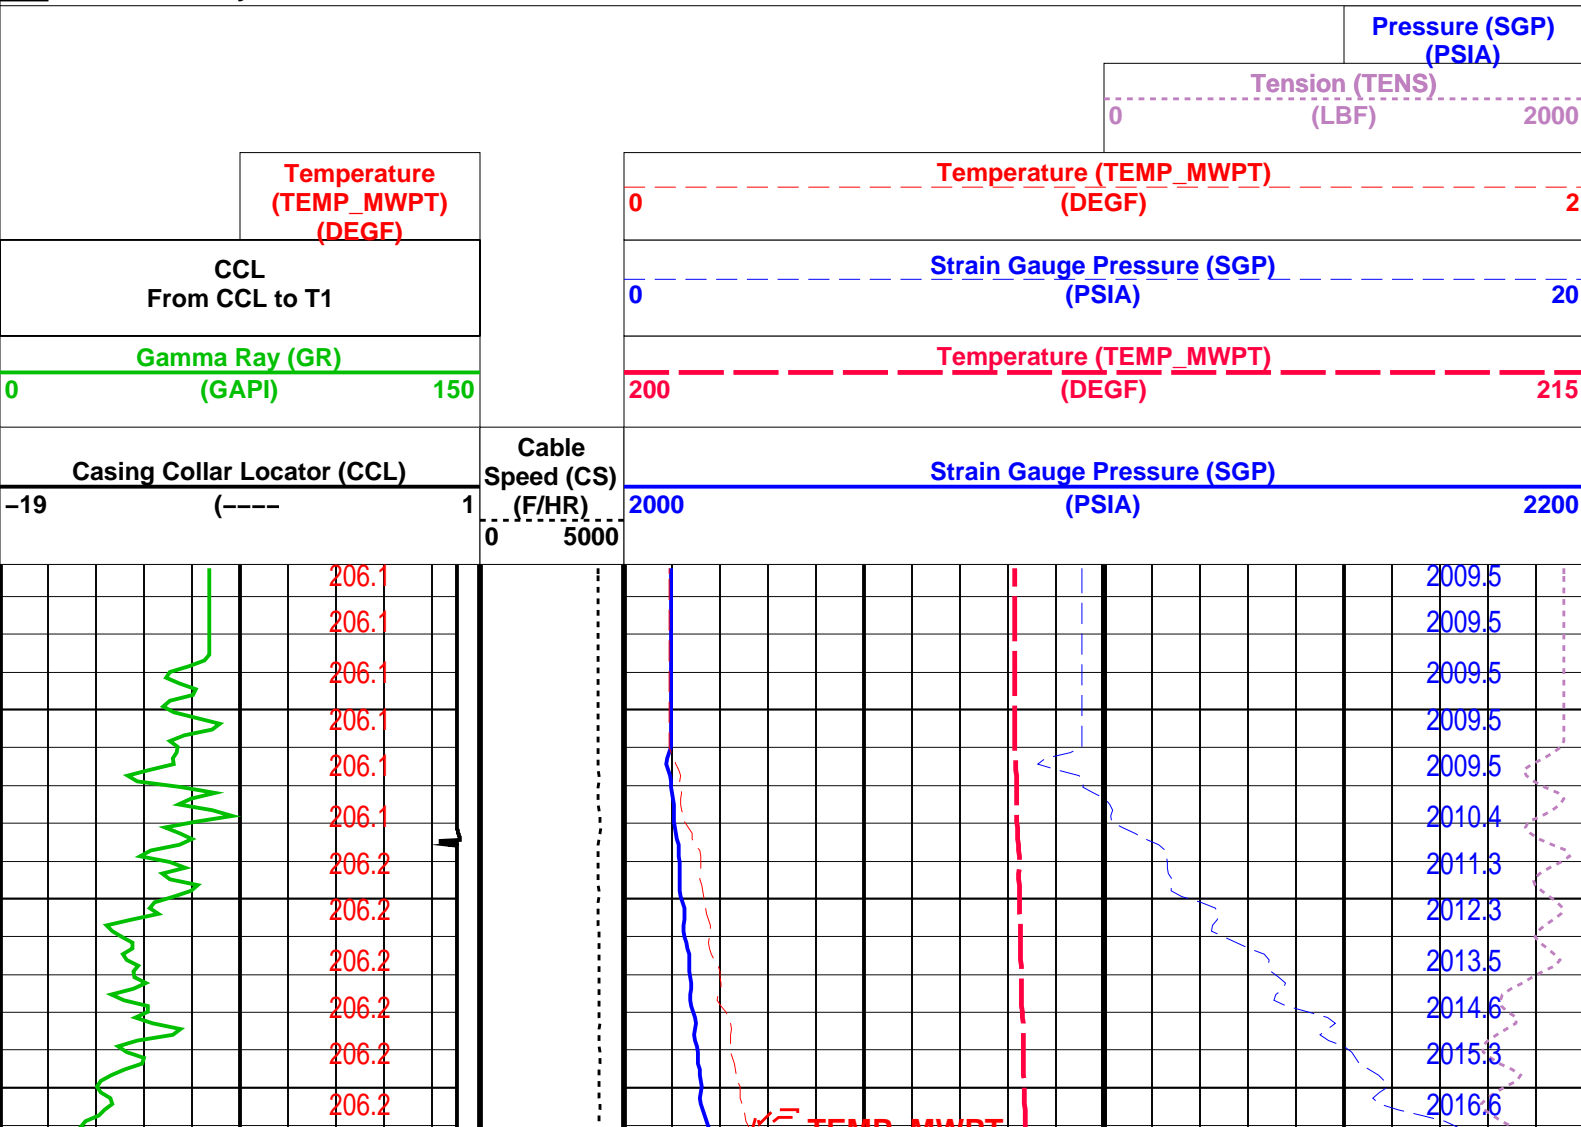 Pressure (SGP)
(PSIA)
Tension (TENS)
0 (LBF) 2000
Temperature
(TEMP_MWPT)
(DEGF)
Temperature (TEMP_MWPT)
0 (DEGF) 2
CCL
From CCL to T1
Strain Gauge Pressure (SGP)
0 (PSIA) 20
Gamma Ray (GR)
0 (GAPI) 150
Temperature (TEMP_MWPT)
200 (DEGF) 215
Casing Collar Locator (CCL)
−19 (−−−− 1
Cable
Speed (CS)
(F/HR)
0 5000
Strain Gauge Pressure (SGP)
2000 (PSIA) 2200
206.1 2009.5
206.1 2009.5
206.1 2009.5
206.1 2009.5
206.1 2009.5
206.1 2010.4
206.2 2011.3
206.2 2012.3
206.2 2013.5
206.2 2014.6
206.2 2015.3
206.2 2016.6
TEMP_MWPT